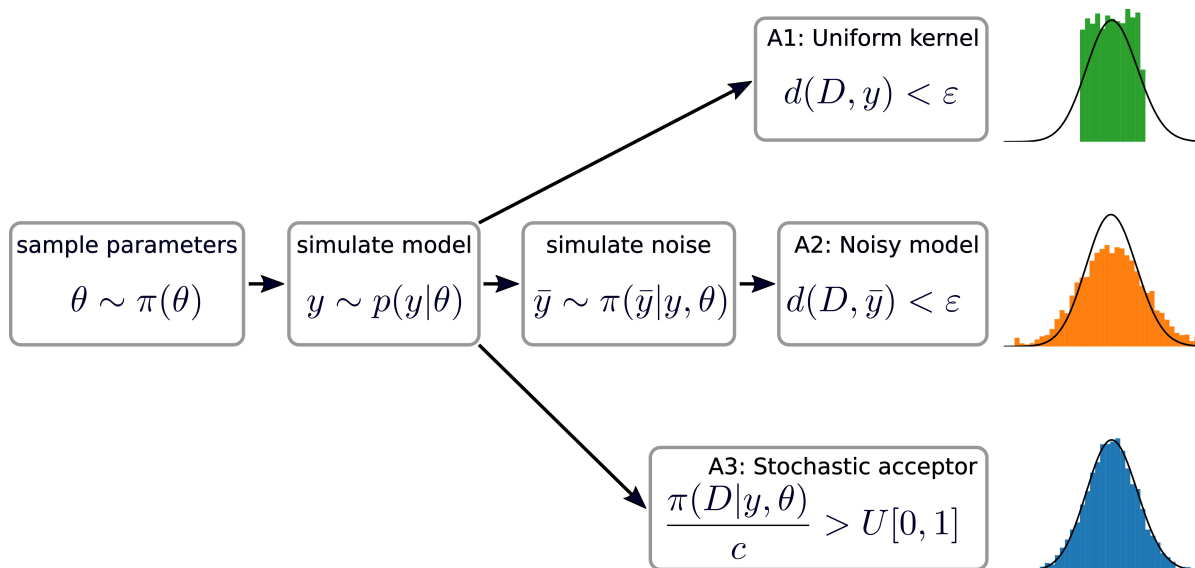 A1: Uniform kernel
d(D, y) < ε
sample parameters
θ ∼ π(θ)
simulate model
y ∼ p(y|θ)
simulate noise
ȳ ∼ π(ȳ|y, θ)
A2: Noisy model
d(D, ȳ) < ε
A3: Stochastic acceptor
π(D|y, θ)
c
> U[0, 1]